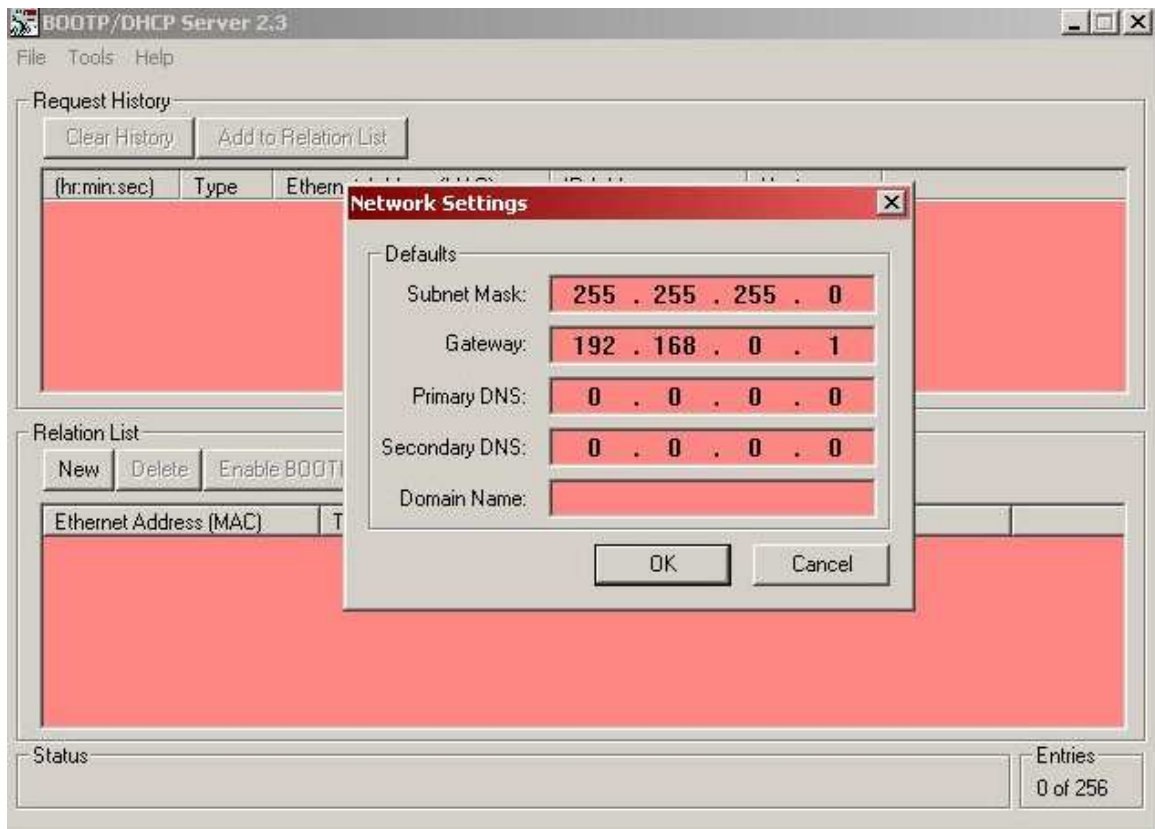 BOOTP/DHCP Server 2.3
File Tools Help
Request History
Clear History Add to Relation List
(hr:min:sec) Type Ethern
Network Settings
Defaults
Subnet Mask: 255 . 255 . 255 . 0
Gateway: 192 . 168 . 0 . 1
Primary DNS: 0 . 0 . 0 . 0
Secondary DNS: 0 . 0 . 0 . 0
Domain Name:
OK Cancel
Relation List
New Delete Enable BOOT
Ethernet Address (MAC) T
Status
Entries
0 of 256